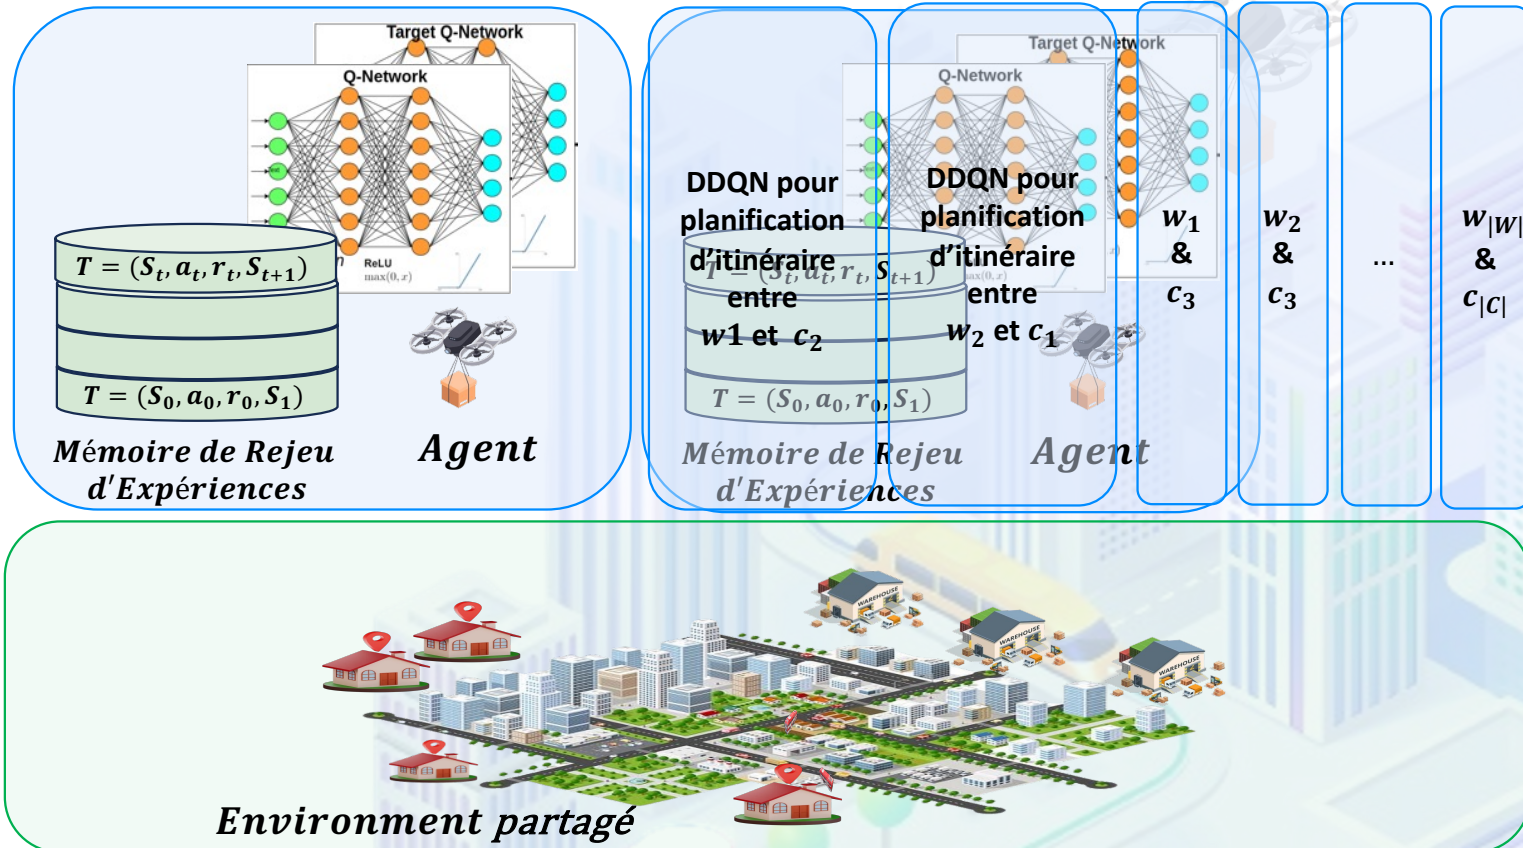 Target Q-Network
Q-Network
ReLU
max(0, x)
T = (S_t, a_t, r_t, S_{t+1})
T = (S_0, a_0, r_0, S_1)
Mémoire de Rejeu
d'Expériences
Agent
Target Q-Network
Q-Network
T = (S_t, a_t, r_t, S_{t+1})
T = (S_0, a_0, r_0, S_1)
Mémoire de Rejeu
d'Expériences
Agent
DDQN pour
planification
d'itinéraire
entre
w1 et c_2
DDQN pour
planification
d'itinéraire
entre
w_2 et c_1
w_1
&
c_3
w_2
&
c_3
...
w_{|W|}
&
c_{|C|}
WAREHOUSE
WAREHOUSE
WAREHOUSE
Environment partagé